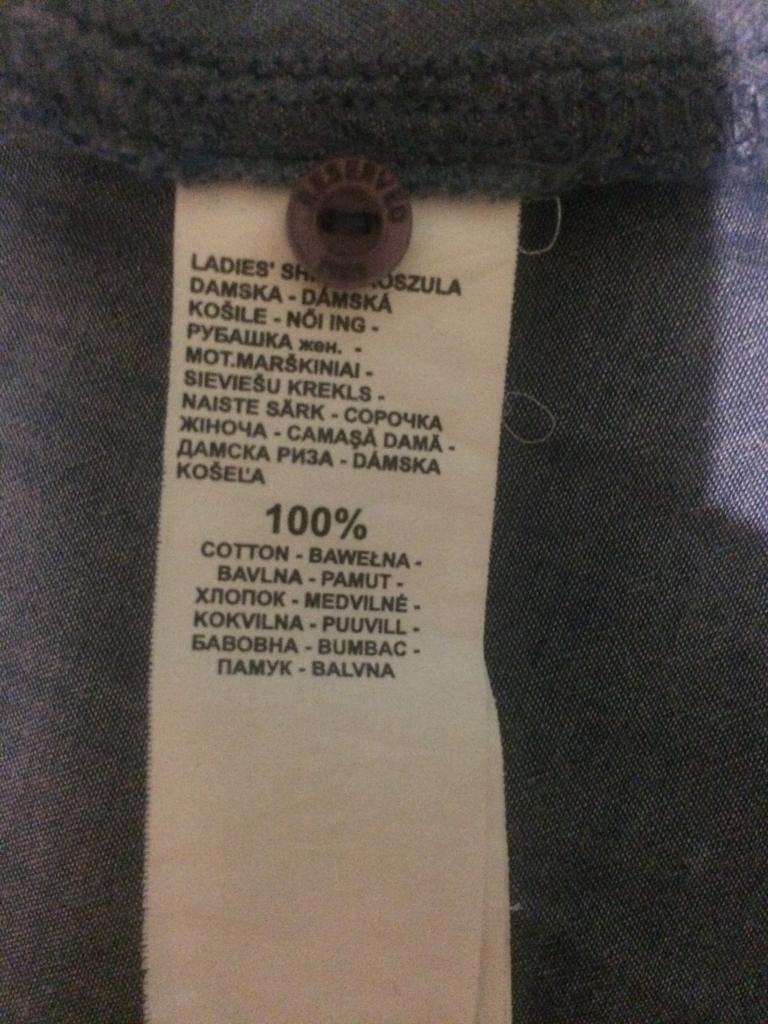 RESERVED
LADIES'
DAMSKA - DÁMSKÁ
KOŠILE - NŐI ING -
РУБАШКА жен. -
MOT.MARŠKINIAI -
SIEVIEŠU KREKLS -
NAISTE SÄRK - СОРОЧКА
ЖІНОЧА - CAMAŞĂ DAMĂ -
ДАМСКА РИЗА - DÁMSKA
KOŠEĽA
100%
COTTON - BAWEŁNA -
BAVLNA - PAMUT -
ХЛОПОК - MEDVILNĖ -
KOKVILNA - PUUVILL -
БАВОВНА - BUMBAC -
ПАМУК - BALVNA